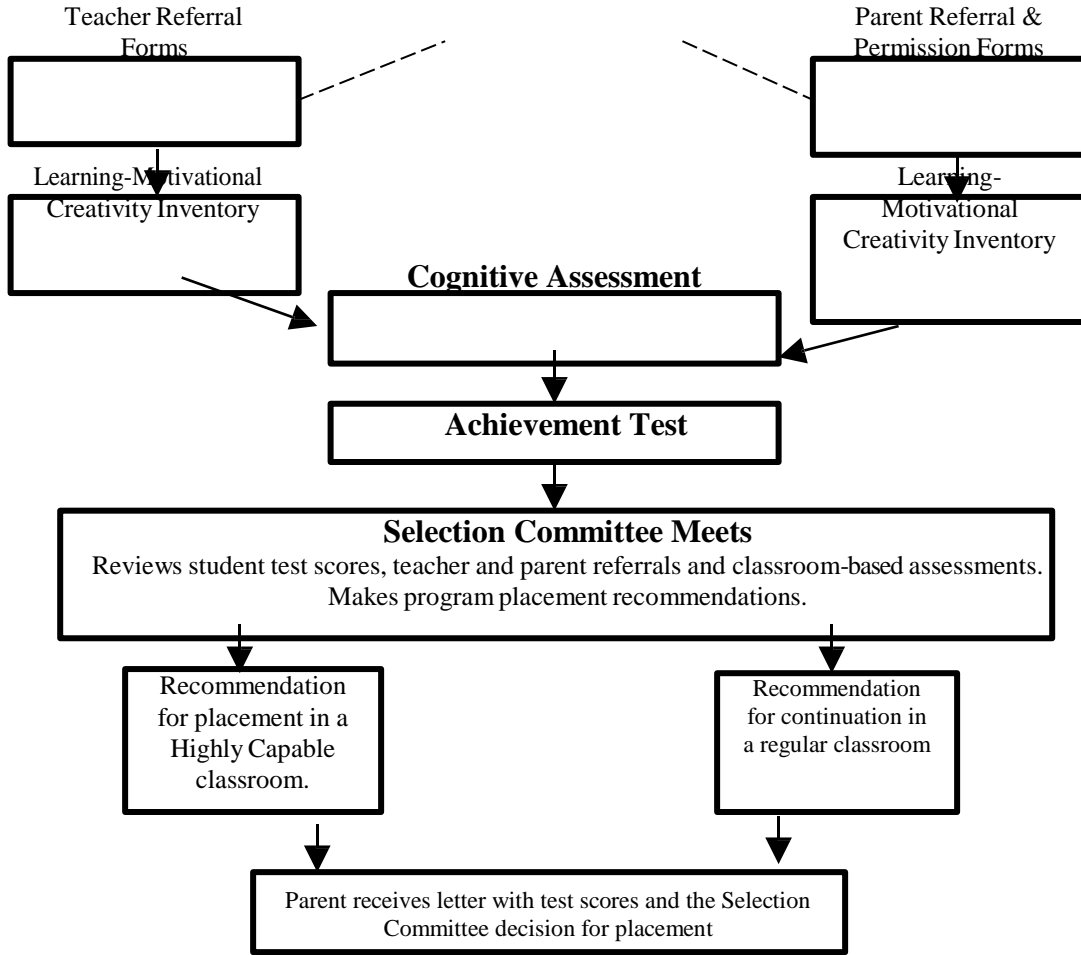 Teacher Referral
Forms
Parent Referral &
Permission Forms
Learning-Motivational
Creativity Inventory
Learning-
Motivational
Creativity Inventory
Cognitive Assessment
Achievement Test
Selection Committee Meets
Reviews student test scores, teacher and parent referrals and classroom-based assessments.
Makes program placement recommendations.
Recommendation
for placement in a
Highly Capable
classroom.
Recommendation
for continuation in
a regular classroom
Parent receives letter with test scores and the Selection
Committee decision for placement